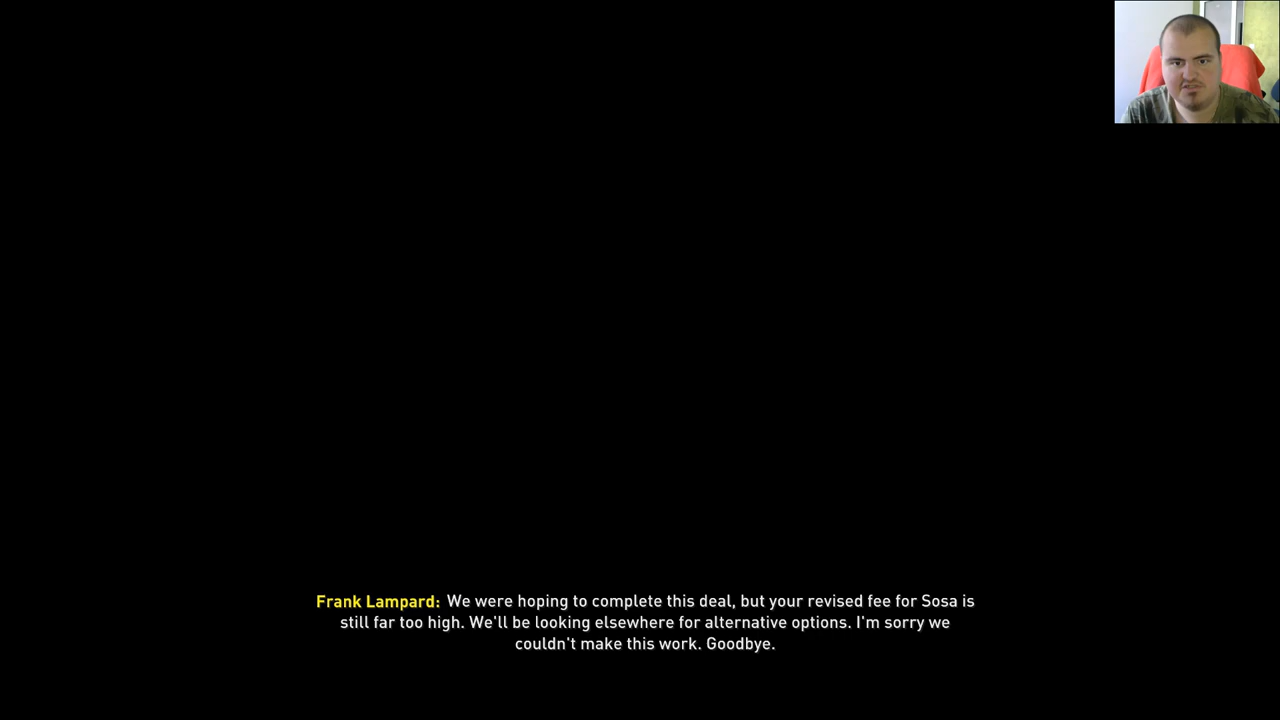 Frank Lampard: We were hoping to complete this deal, but your revised fee for Sosa is
still far too high. We'll be looking elsewhere for alternative options. I'm sorry we
couldn't make this work. Goodbye.